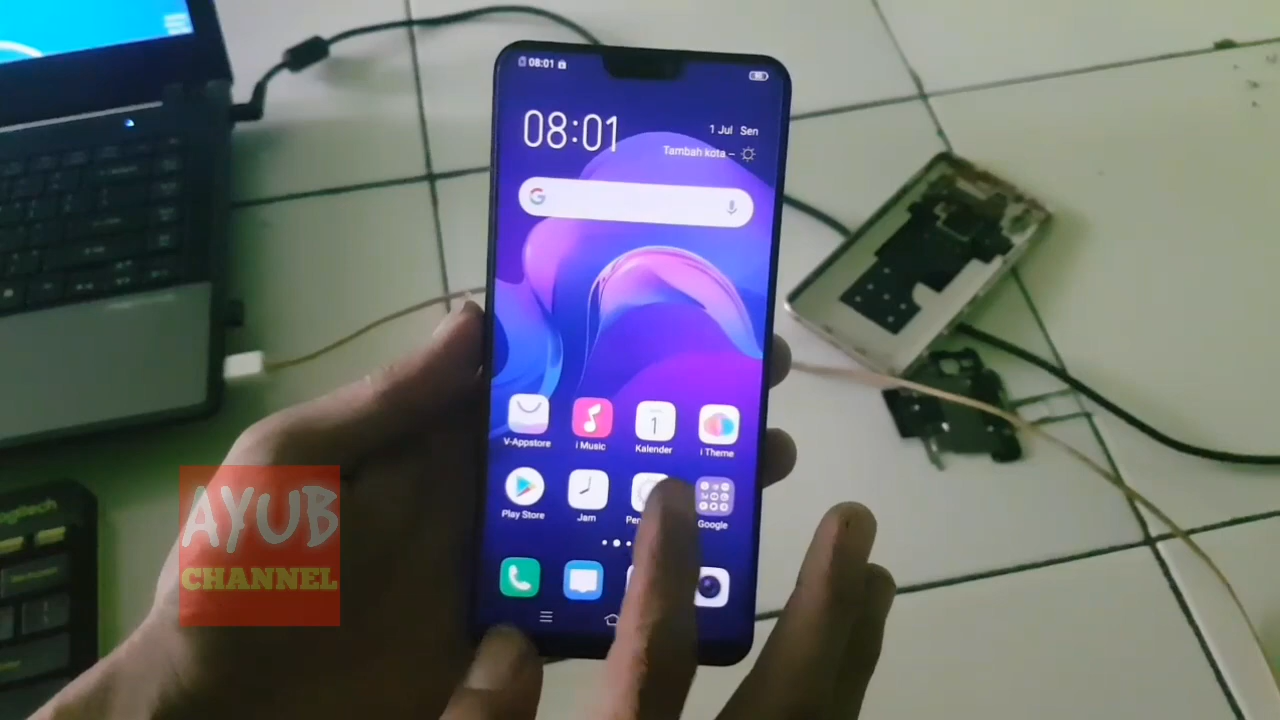 08:01
08:01
1 Jul Sen
Tambah kota –
V-Appstore
i Music
1
Kalender
i Theme
Play Store
Jam
Google
AYUB
CHANNEL